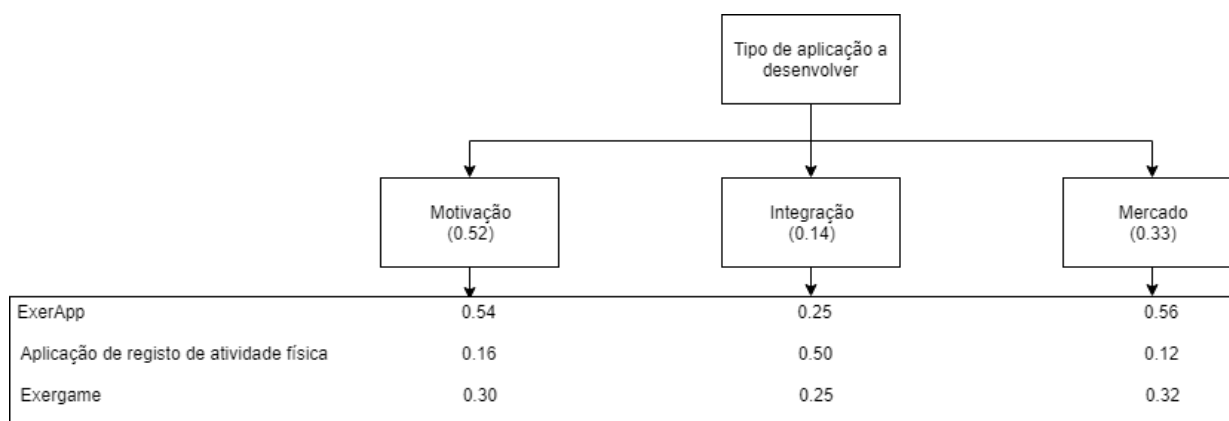 Tipo de aplicação a
desenvolver
Motivação
(0.52)
Integração
(0.14)
Mercado
(0.33)
ExerApp 0.54 0.25 0.56
Aplicação de registo de atividade física 0.16 0.50 0.12
Exergame 0.30 0.25 0.32